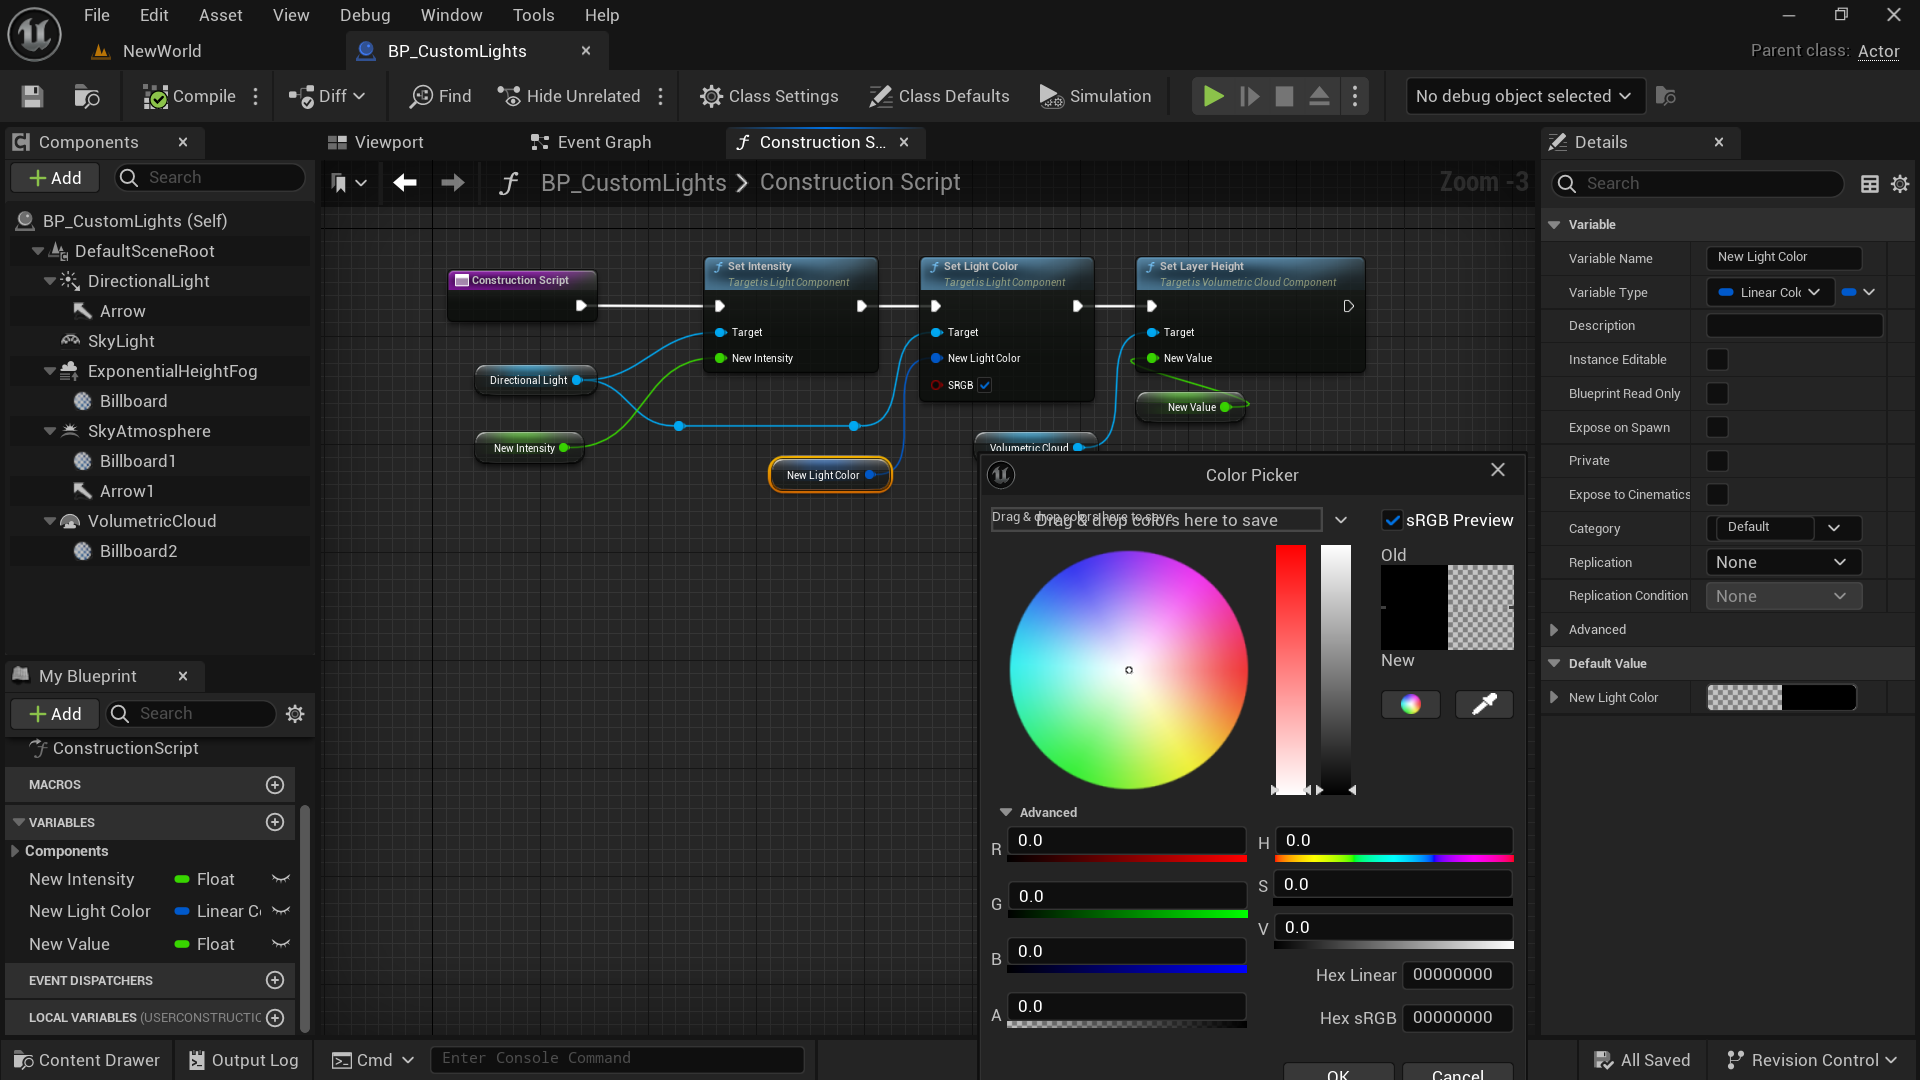 File Edit Asset View Debug Window Tools Help
NewWorld
BP_CustomLights
Parent class: Actor
Compile
Diff
Find
Hide Unrelated
Class Settings
Class Defaults
Simulation
No debug object selected
Components
Add
Search
BP_CustomLights (Self)
DefaultSceneRoot
DirectionalLight
Arrow
SkyLight
ExponentialHeightFog
Billboard
SkyAtmosphere
Billboard1
Arrow1
VolumetricCloud
Billboard2
My Blueprint
Add
Search
ConstructionScript
MACROS
VARIABLES
Components
New Intensity Float
New Light Color Linear C
New Value Float
EVENT DISPATCHERS
LOCAL VARIABLES (USERCONSTRUCTIO
Viewport
Event Graph
Construction S...
BP_CustomLights > Construction Script
Zoom -3
Construction Script
Set Intensity
Target is Light Component
Target
New Intensity
Set Light Color
Target is Light Component
Target
New Light Color
SRGB
Set Layer Height
Target is Volumetric Cloud Component
Target
New Value
Directional Light
New Intensity
New Light Color
Volumetric Cloud
New Value
Color Picker
Drag & drop colors here to save
Drag & drop colors here to save
sRGB Preview
Old
New
Advanced
R 0.0
G 0.0
B 0.0
A 0.0
H 0.0
S 0.0
V 0.0
Hex Linear 00000000
Hex sRGB 00000000
OK
Cancel
Details
Search
Variable
Variable Name New Light Color
Variable Type Linear Colo
Description
Instance Editable
Blueprint Read Only
Expose on Spawn
Private
Expose to Cinematics
Category Default
Replication None
Replication Condition None
Advanced
Default Value
New Light Color
Content Drawer
Output Log
Cmd
Enter Console Command
All Saved
Revision Control